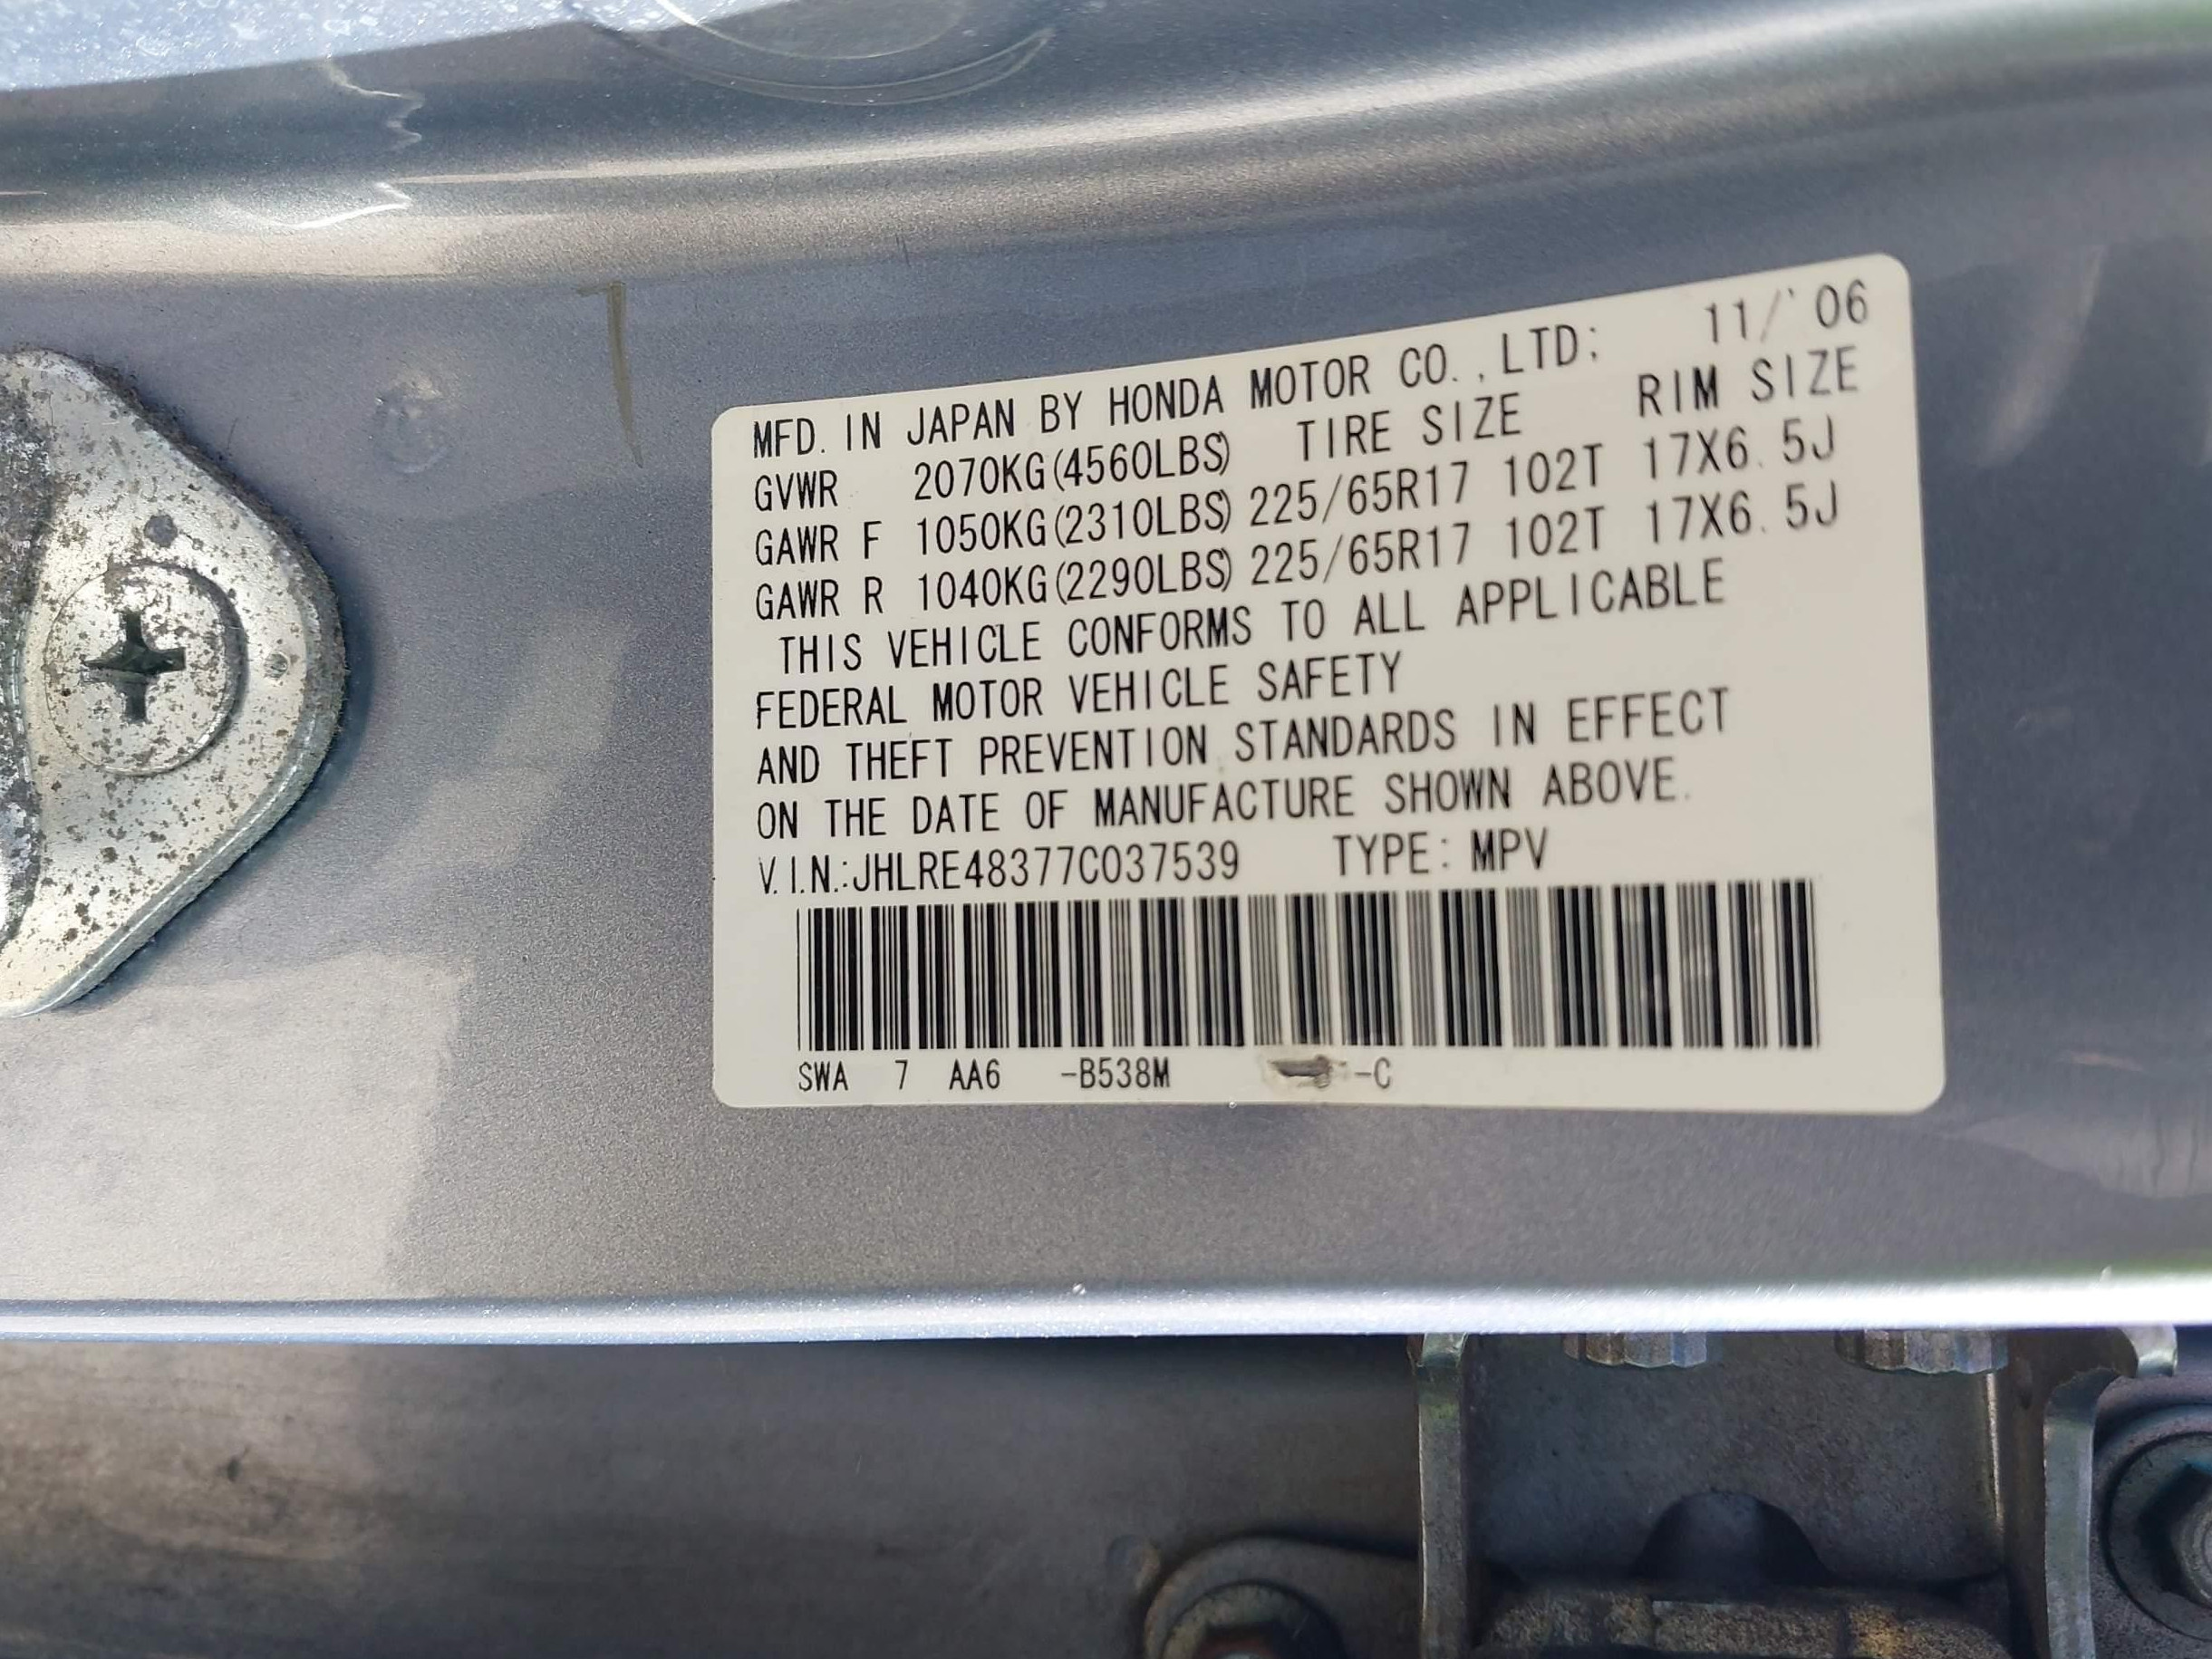 MFD. IN JAPAN BY HONDA MOTOR CO.,LTD: 11/'06
GVWR 2070KG(4560LBS) TIRE SIZE RIM SIZE
GAWR F 1050KG(2310LBS) 225/65R17 102T 17X6.5J
GAWR R 1040KG(2290LBS) 225/65R17 102T 17X6.5J
THIS VEHICLE CONFORMS TO ALL APPLICABLE
FEDERAL MOTOR VEHICLE SAFETY
AND THEFT PREVENTION STANDARDS IN EFFECT
ON THE DATE OF MANUFACTURE SHOWN ABOVE.
V.I.N.:JHLRE48377C037539 TYPE: MPV
SWA 7 AA6 -B538M -C